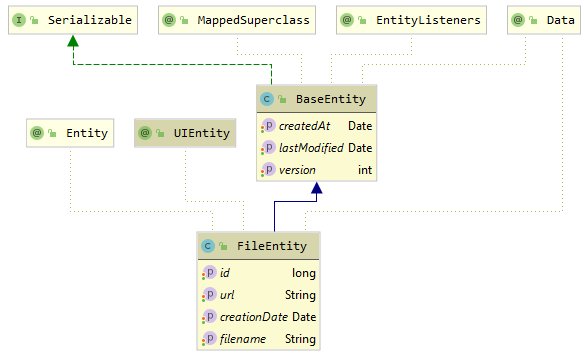 I Serializable
@ MappedSuperclass
@ EntityListeners
@ Data
C BaseEntity
p createdAt Date
p lastModified Date
p version int
@ Entity
@ UIEntity
C FileEntity
p id long
p url String
p creationDate Date
p filename String